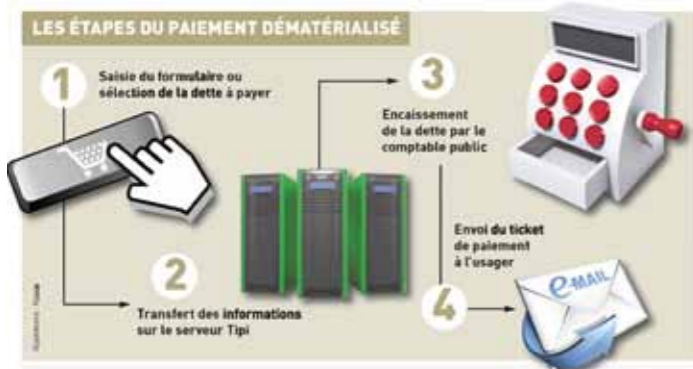 LES ÉTAPES DU PAIEMENT DÉMATÉRIALISÉ
1
Saisie du formulaire ou
sélection de la dette à payer
2
Transfert des informations
sur le serveur Tipi
3
Encaissement
de la dette par le
comptable public
Envoi du ticket
de paiement
à l'usager
4
e-MAIL